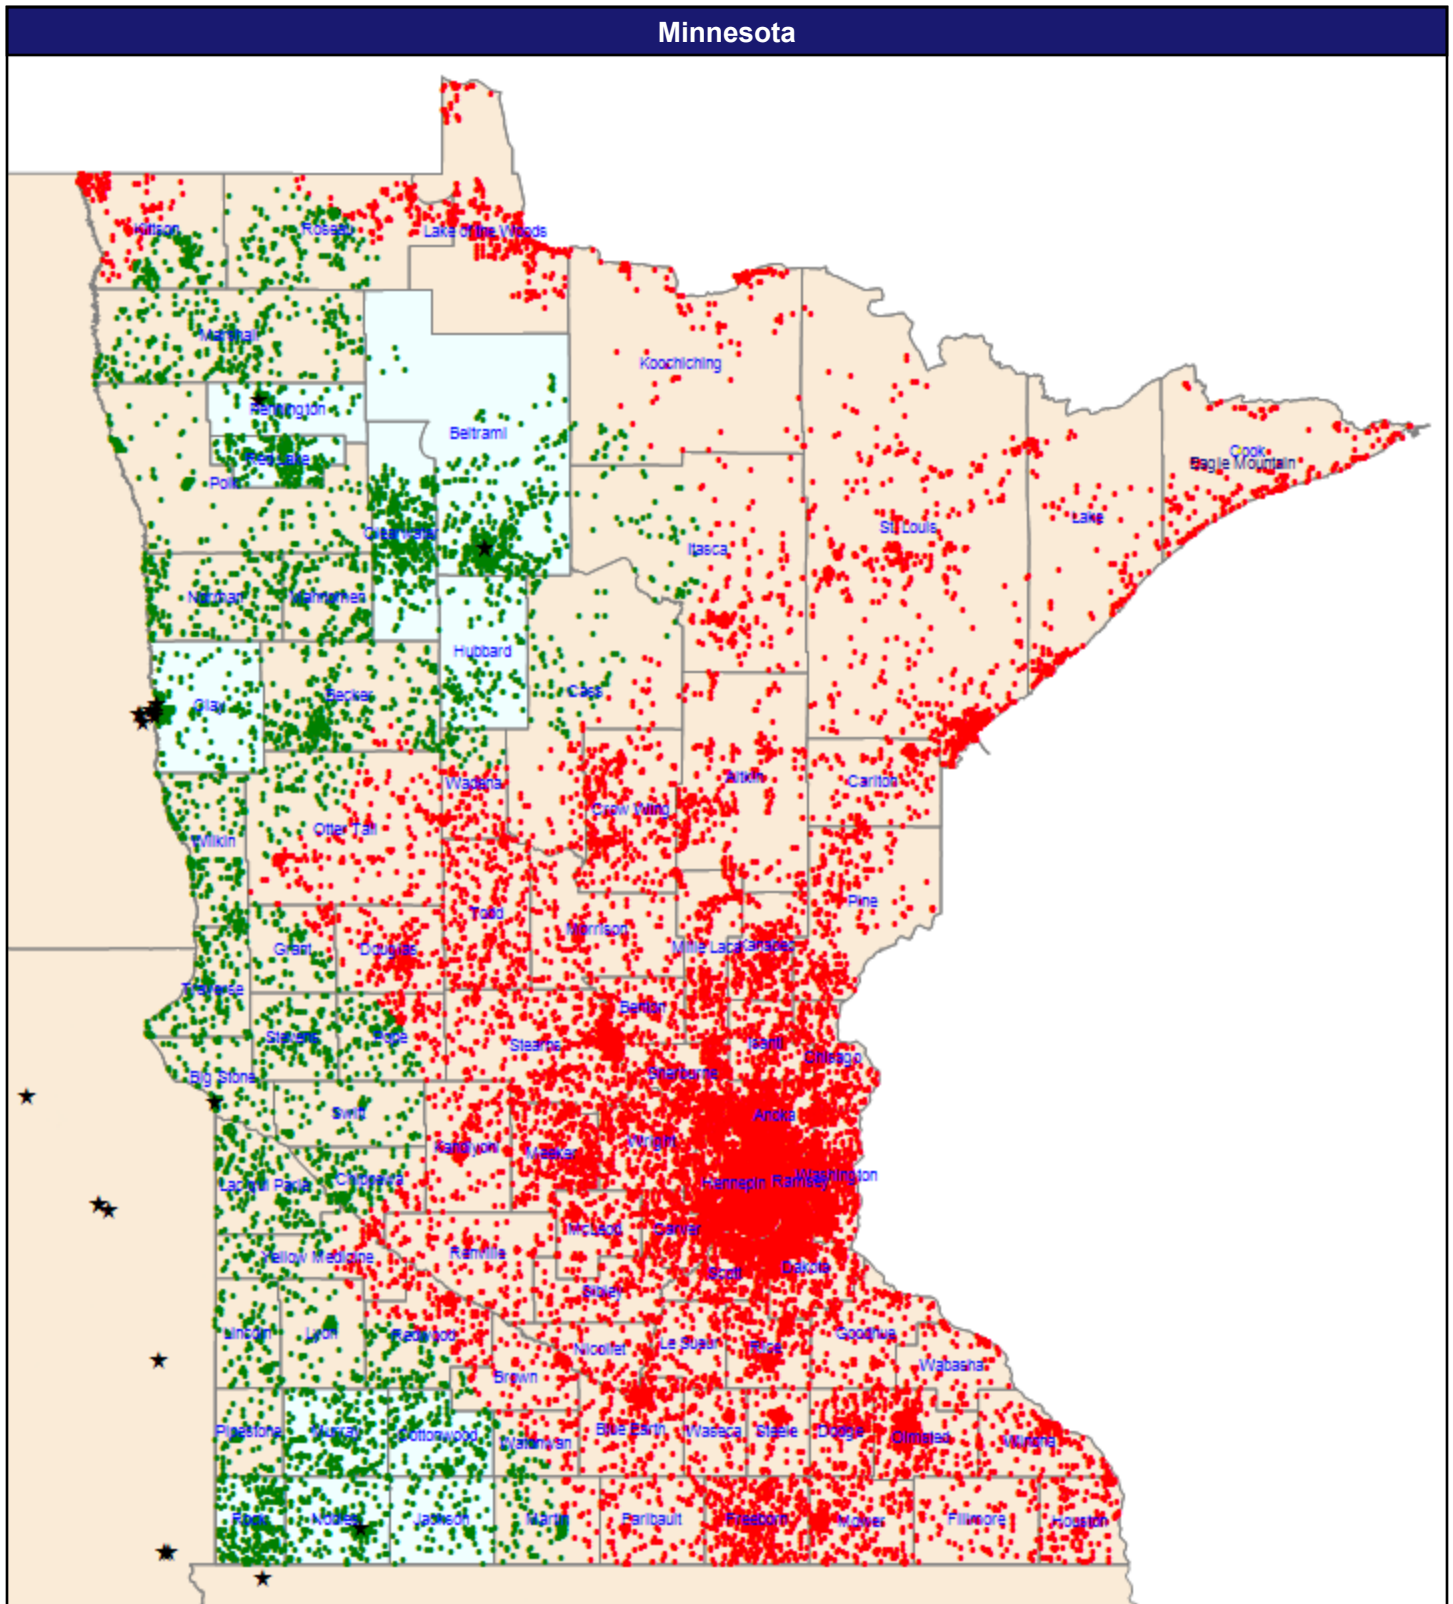 Minnesota
Kittson
Roseau
Lake of the Woods
Marshall
Koochiching
Pennington
Beltrami
Red Lake
Polk
Cook
Eagle Mountain
Clearwater
St. Louis
Lake
Itasca
Norman
Mahnomen
Hubbard
Clay
Becker
Cass
Wadena
Aitkin
Carlton
Crow Wing
Otter Tail
Wilkin
Pine
Todd
Morrison
Grant
Douglas
Mille Lacs
Kanabec
Traverse
Benton
Stevens
Pope
Stearns
Isanti
Chisago
Big Stone
Sherburne
Swift
Anoka
Kandiyohi
Meeker
Wright
Lac qui Parle
Chippewa
Hennepin
Ramsey
Washington
McLeod
Carver
Yellow Medicine
Renville
Scott
Dakota
Sibley
Lincoln
Lyon
Redwood
Nicollet
Le Sueur
Rice
Goodhue
Wabasha
Brown
Pipestone
Murray
Cottonwood
Watonwan
Blue Earth
Waseca
Steele
Dodge
Olmsted
Winona
Rock
Nobles
Jackson
Martin
Faribault
Freeborn
Mower
Fillmore
Houston